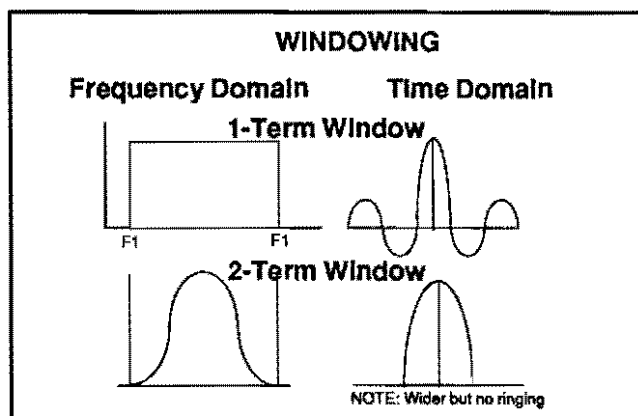 WINDOWING
Frequency Domain Time Domain
1-Term Window
F1 F1
2-Term Window
NOTE: Wider but no ringing